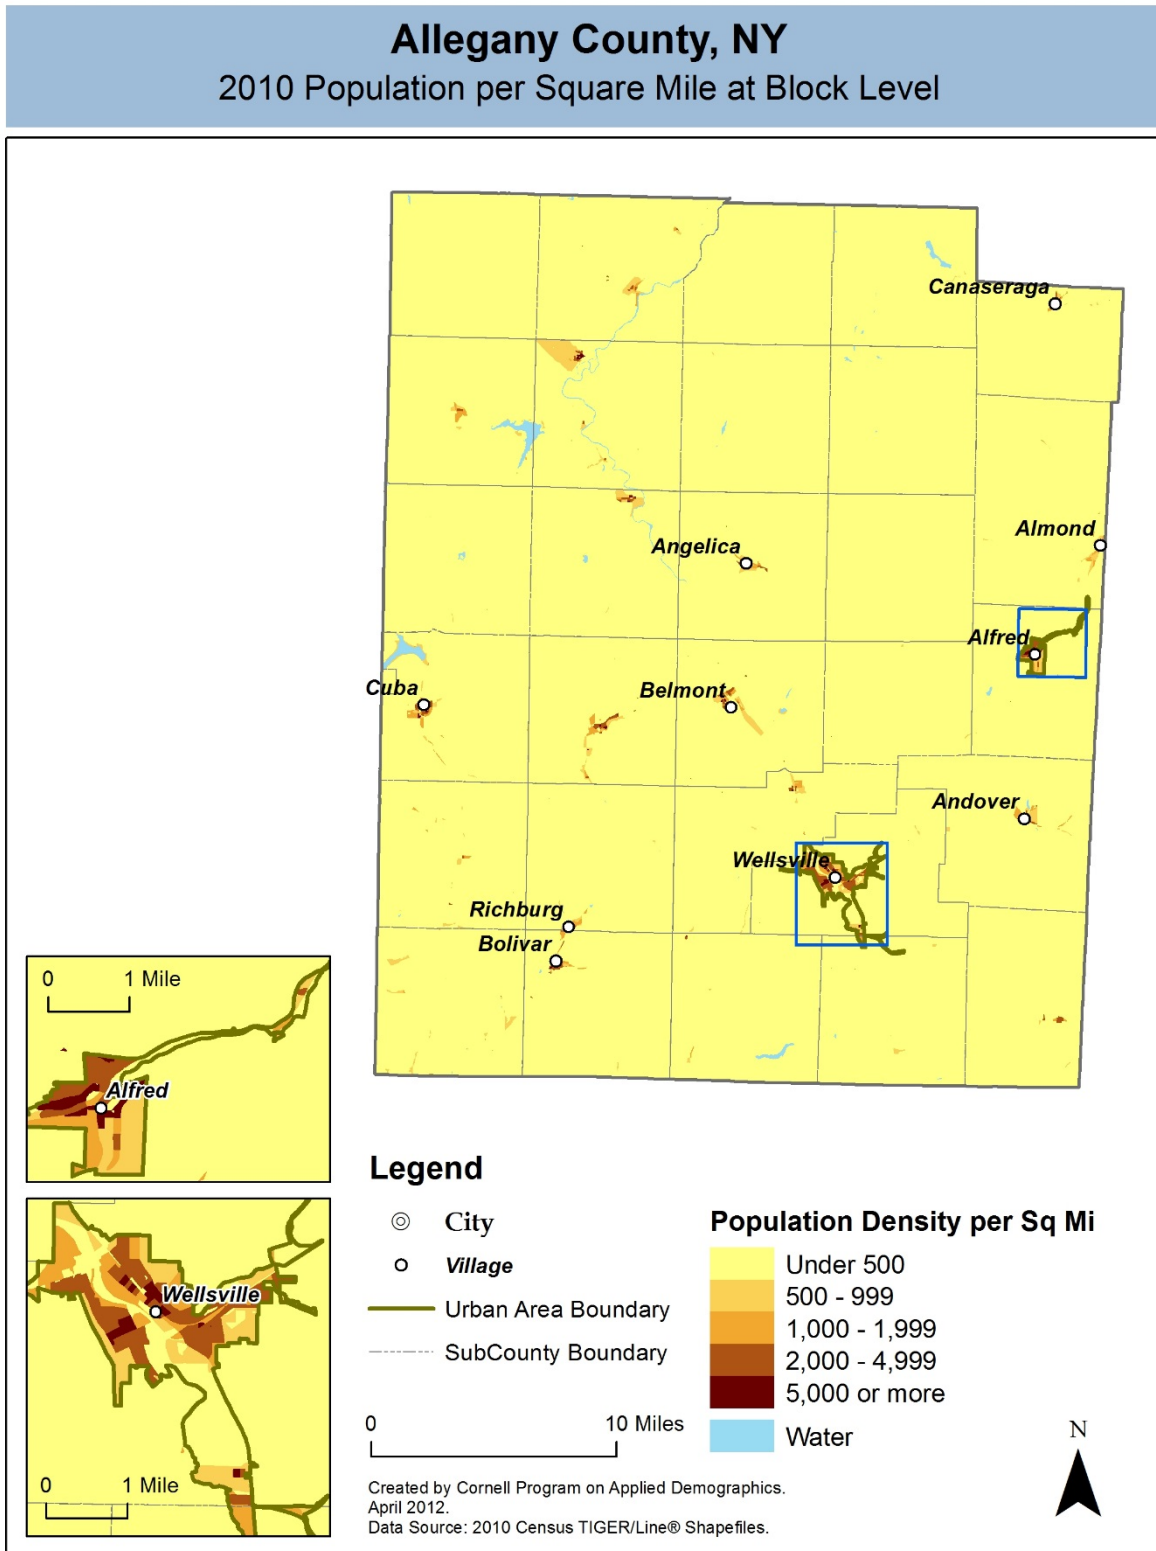 Allegany County, NY
2010 Population per Square Mile at Block Level
Canaseraga
Almond
Angelica
Alfred
Cuba
Belmont
Andover
Wellsville
Richburg
Bolivar
0 1 Mile
Alfred
Wellsville
0 1 Mile
Legend
City
Village
Urban Area Boundary
SubCounty Boundary
0 10 Miles
Population Density per Sq Mi
Under 500
500 - 999
1,000 - 1,999
2,000 - 4,999
5,000 or more
Water
N
Created by Cornell Program on Applied Demographics.
April 2012.
Data Source: 2010 Census TIGER/Line® Shapefiles.